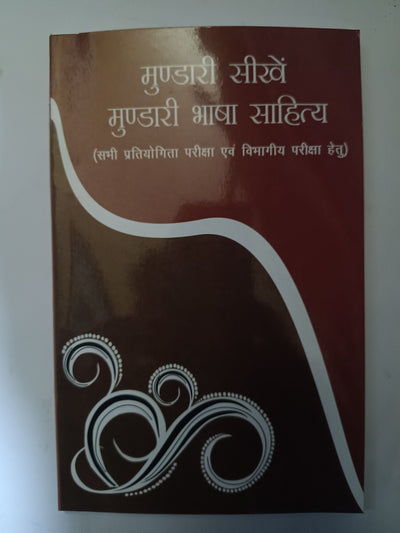 मुण्डारी सीखें
मुण्डारी भाषा साहित्य
(सभी प्रतियोगिता परीक्षा एवं विभागीय परीक्षा हेतु)